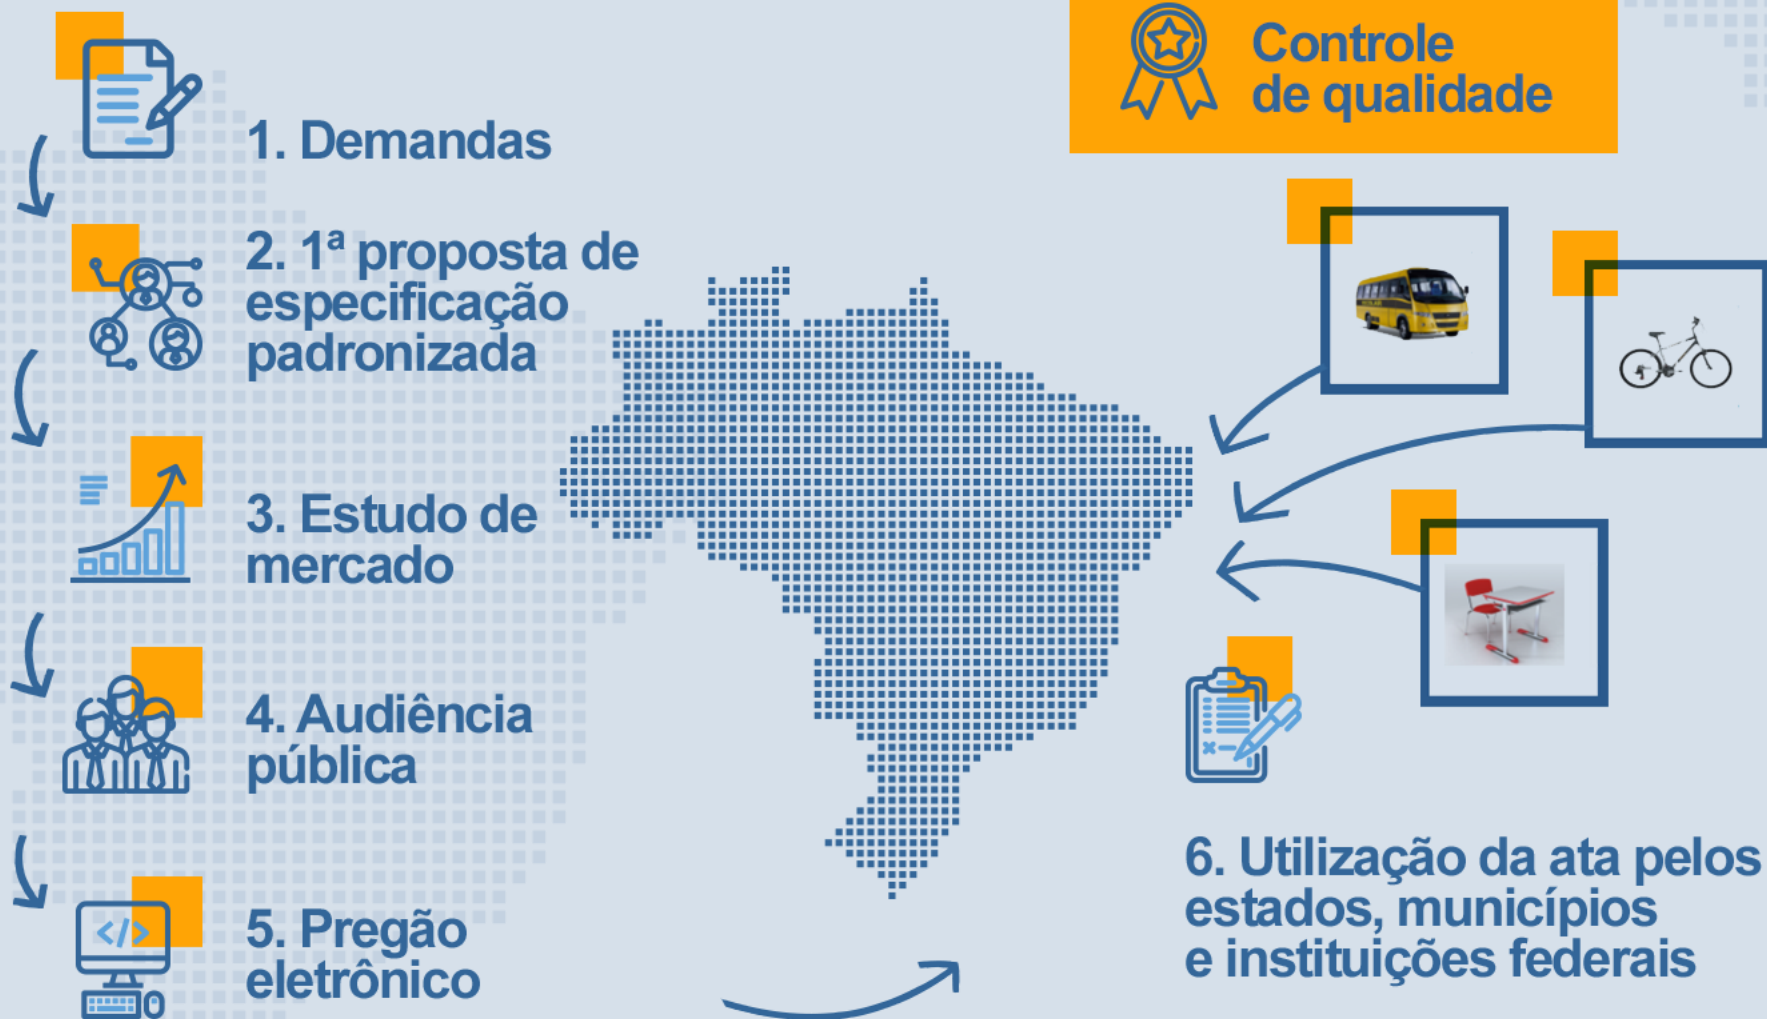 1. Demandas
2. 1ª proposta de
especificação
padronizada
3. Estudo de
mercado
4. Audiência
pública
5. Pregão
eletrônico
Controle
de qualidade
6. Utilização da ata pelos
estados, municípios
e instituições federais